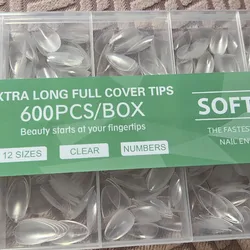 XTRA LONG FULL COVER TIPS
600PCS/BOX
Beauty starts at your fingertips
12 SIZES
CLEAR
NUMBERS
SOFT
THE FASTES
NAIL EN